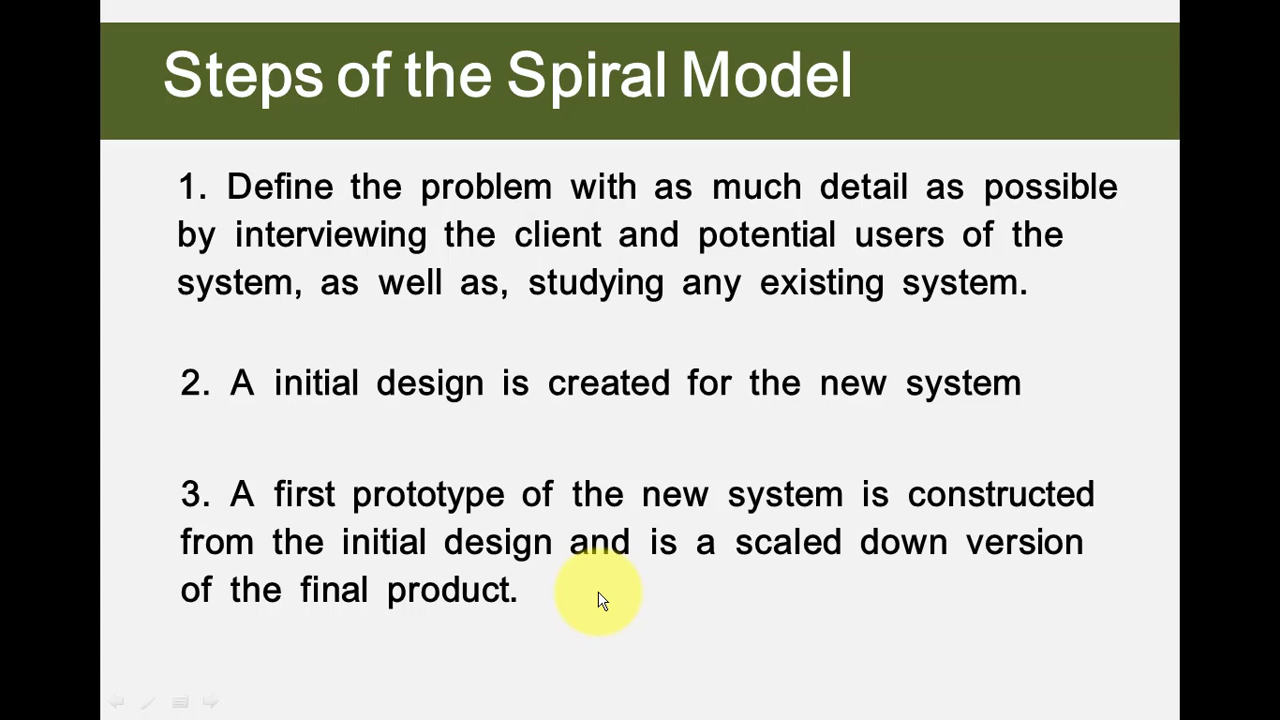 Steps of the Spiral Model
1. Define the problem with as much detail as possible
by interviewing the client and potential users of the
system, as well as, studying any existing system.
2. A initial design is created for the new system
3. A first prototype of the new system is constructed
from the initial design and is a scaled down version
of the final product.